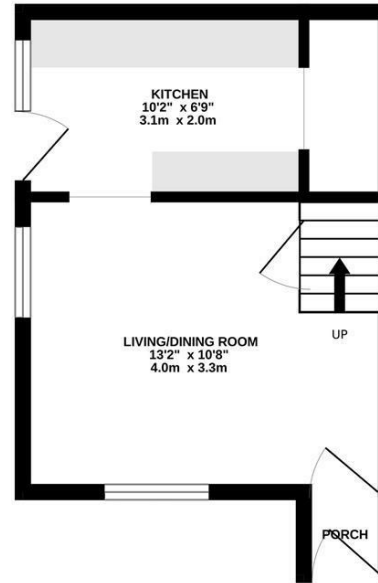 KITCHEN
10'2" x 6'9"
3.1m x 2.0m
UP
LIVING/DINING ROOM
13'2" x 10'8"
4.0m x 3.3m
PORCH